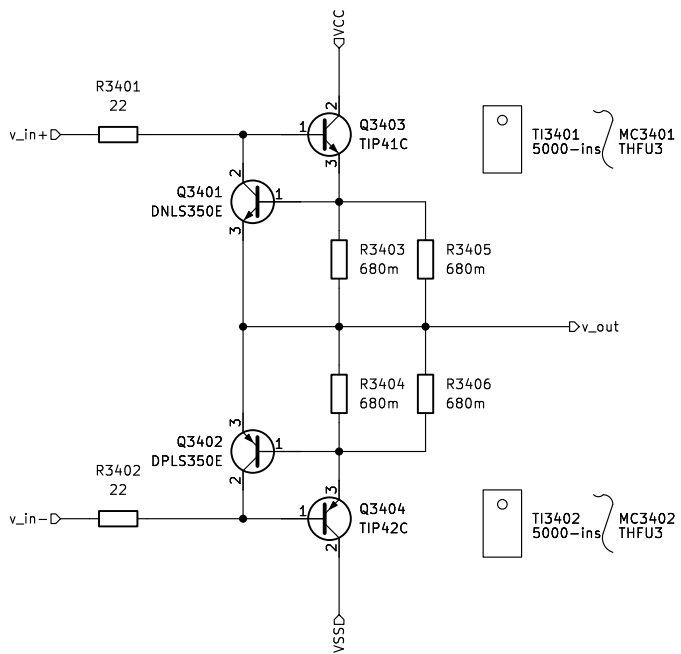 VCC
R3401
22
v_in+
2
1
Q3403
TIP41C
3
TI3401
5000-ins
MC3401
THFU3
2
Q3401
DNLS350E
1
3
R3403
680m
R3405
680m
v_out
R3404
680m
R3406
680m
3
Q3402
DPLS350E
1
2
R3402
22
v_in-
3
1
Q3404
TIP42C
2
TI3402
5000-ins
MC3402
THFU3
VSS